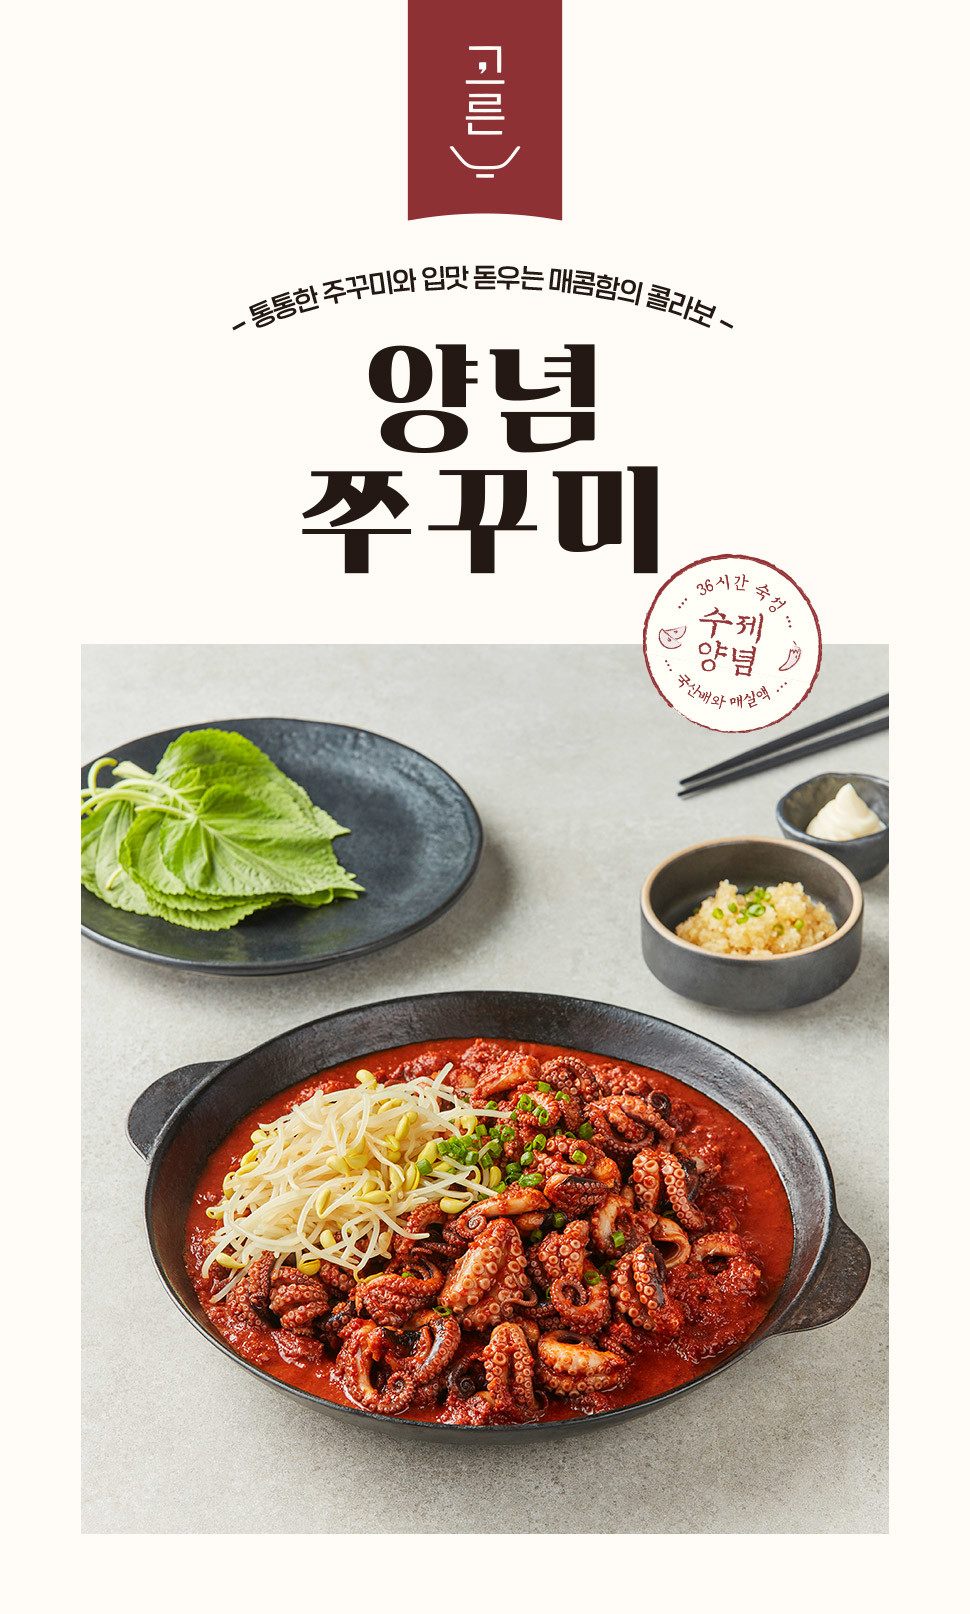 고른
- 통통한 주꾸미와 입맛 돋우는 매콤함의 콜라보 -
양념
쭈꾸미
··· 36시간 숙성 ···
수제
양념
··· 국산배와 매실액 ···